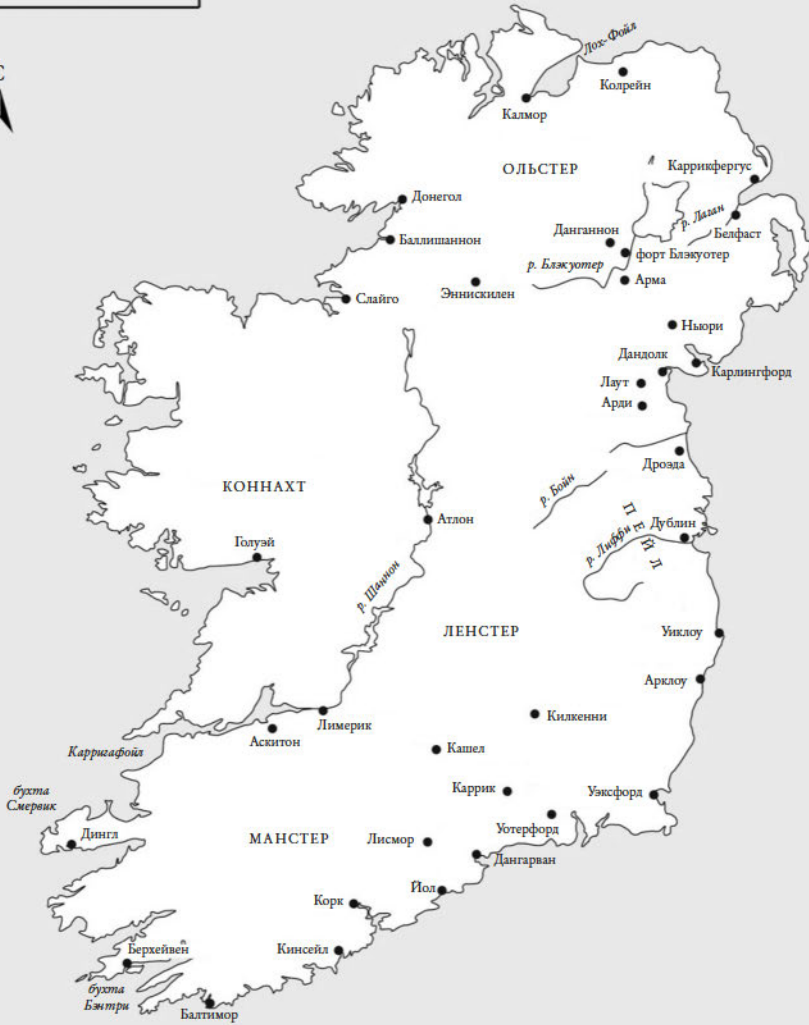 С
Лох-Фойл
Колрейн
Калмор
ОЛЬСТЕР
Каррикфергус
Донегол
р. Лаган
Белфаст
Баллишаннон
Данганнон
форт Блэкуотер
р. Блэкуотер
Арма
Эннискилен
Слайго
Ньюри
Дандолк
Карлингфорд
Лаут
Арди
Дроэда
р. Бойн
КОННАХТ
Атлон
ПЕЙЛ
Дублин
р. Лиффи
Голуэй
р. Шаннон
ЛЕНСТЕР
Уиклоу
Арклоу
Килкенни
Лимерик
Аскитон
Карригафойл
Кашел
бухта
Смервик
Каррик
Уэксфорд
Уотерфорд
Дингл
МАНСТЕР
Лисмор
Дангарван
Йол
Корк
Кинсейл
Берхейвен
бухта
Бэнтри
Балтимор